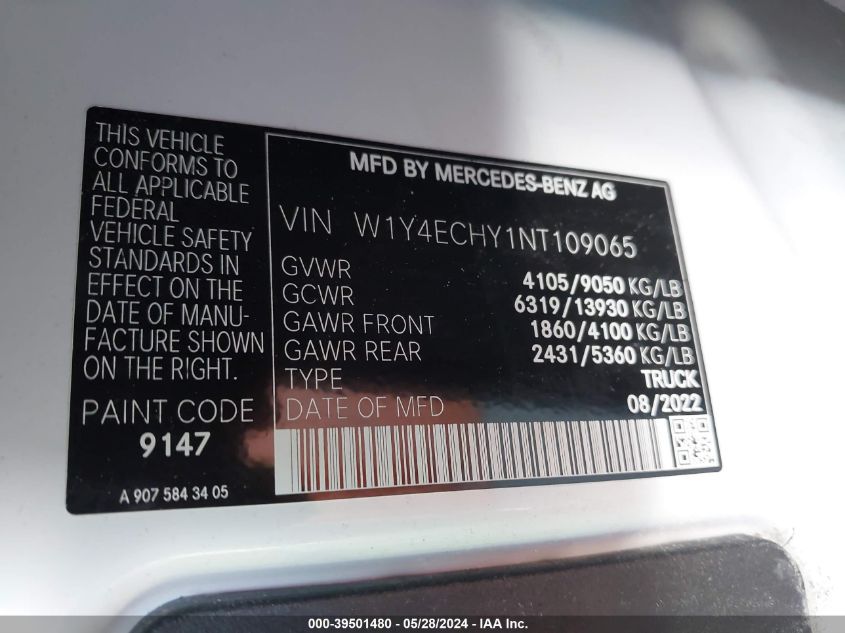 THIS VEHICLE
CONFORMS TO
ALL APPLICABLE
FEDERAL
VEHICLE SAFETY
STANDARDS IN
EFFECT ON THE
DATE OF MANU-
FACTURE SHOWN
ON THE RIGHT.
PAINT CODE
9147
A 907 584 34 05
MFD BY MERCEDES-BENZ AG
VIN W1Y4ECHY1NT109065
GVWR 4105/9050 KG/LB
GCWR 6319/13930 KG/LB
GAWR FRONT 1860/4100 KG/LB
GAWR REAR 2431/5360 KG/LB
TYPE TRUCK
DATE OF MFD 08/2022
000-39501480 - 05/28/2024 - IAA Inc.